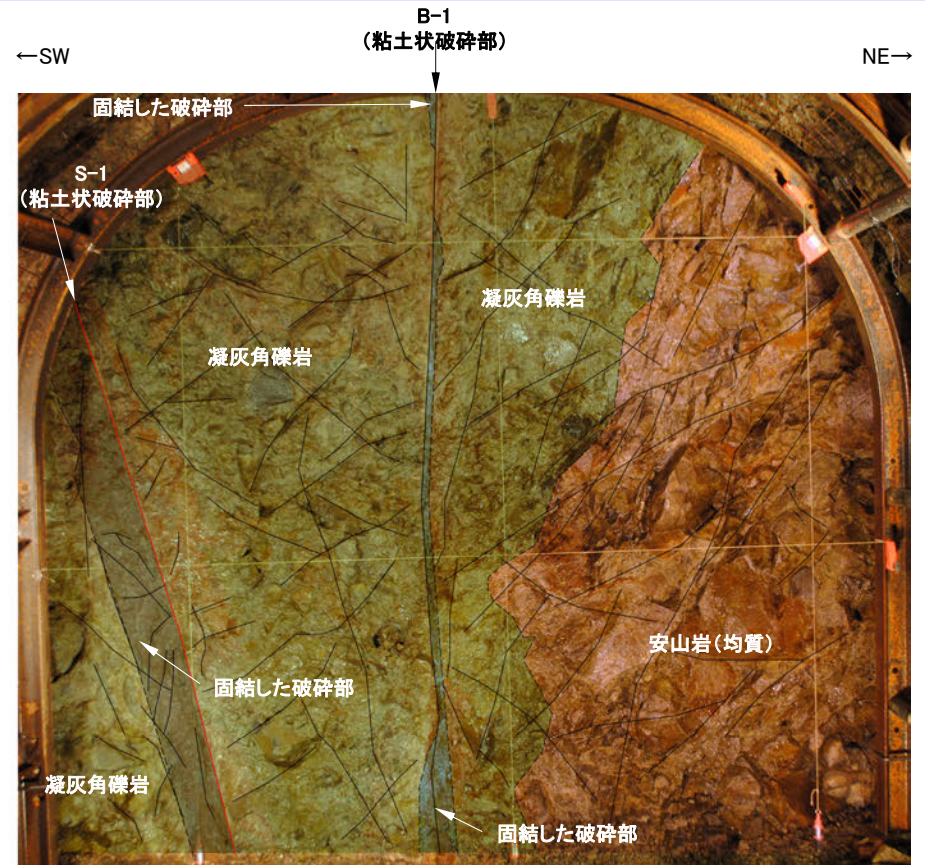 B-1
(粘土状破砕部)
←SW
NE→
固結した破砕部
S-1
(粘土状破砕部)
凝灰角礫岩
凝灰角礫岩
安山岩(均質)
固結した破砕部
凝灰角礫岩
固結した破砕部